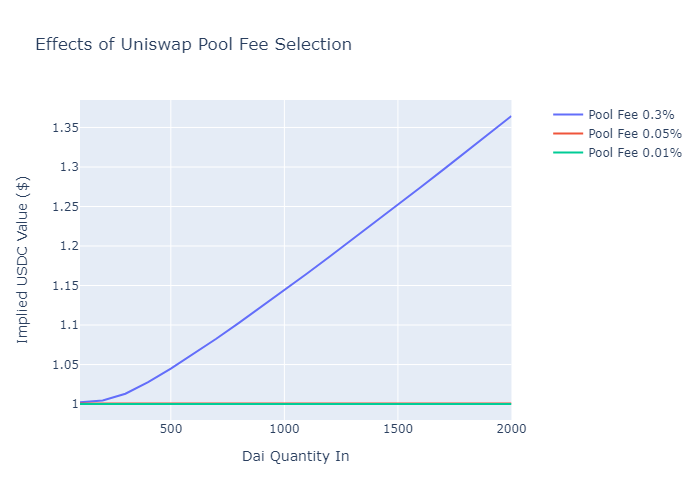 Effects of Uniswap Pool Fee Selection
Pool Fee 0.3%
Pool Fee 0.05%
Pool Fee 0.01%
Implied USDC Value ($)
1.35
1.3
1.25
1.2
1.15
1.1
1.05
1
500
1000
1500
2000
Dai Quantity In